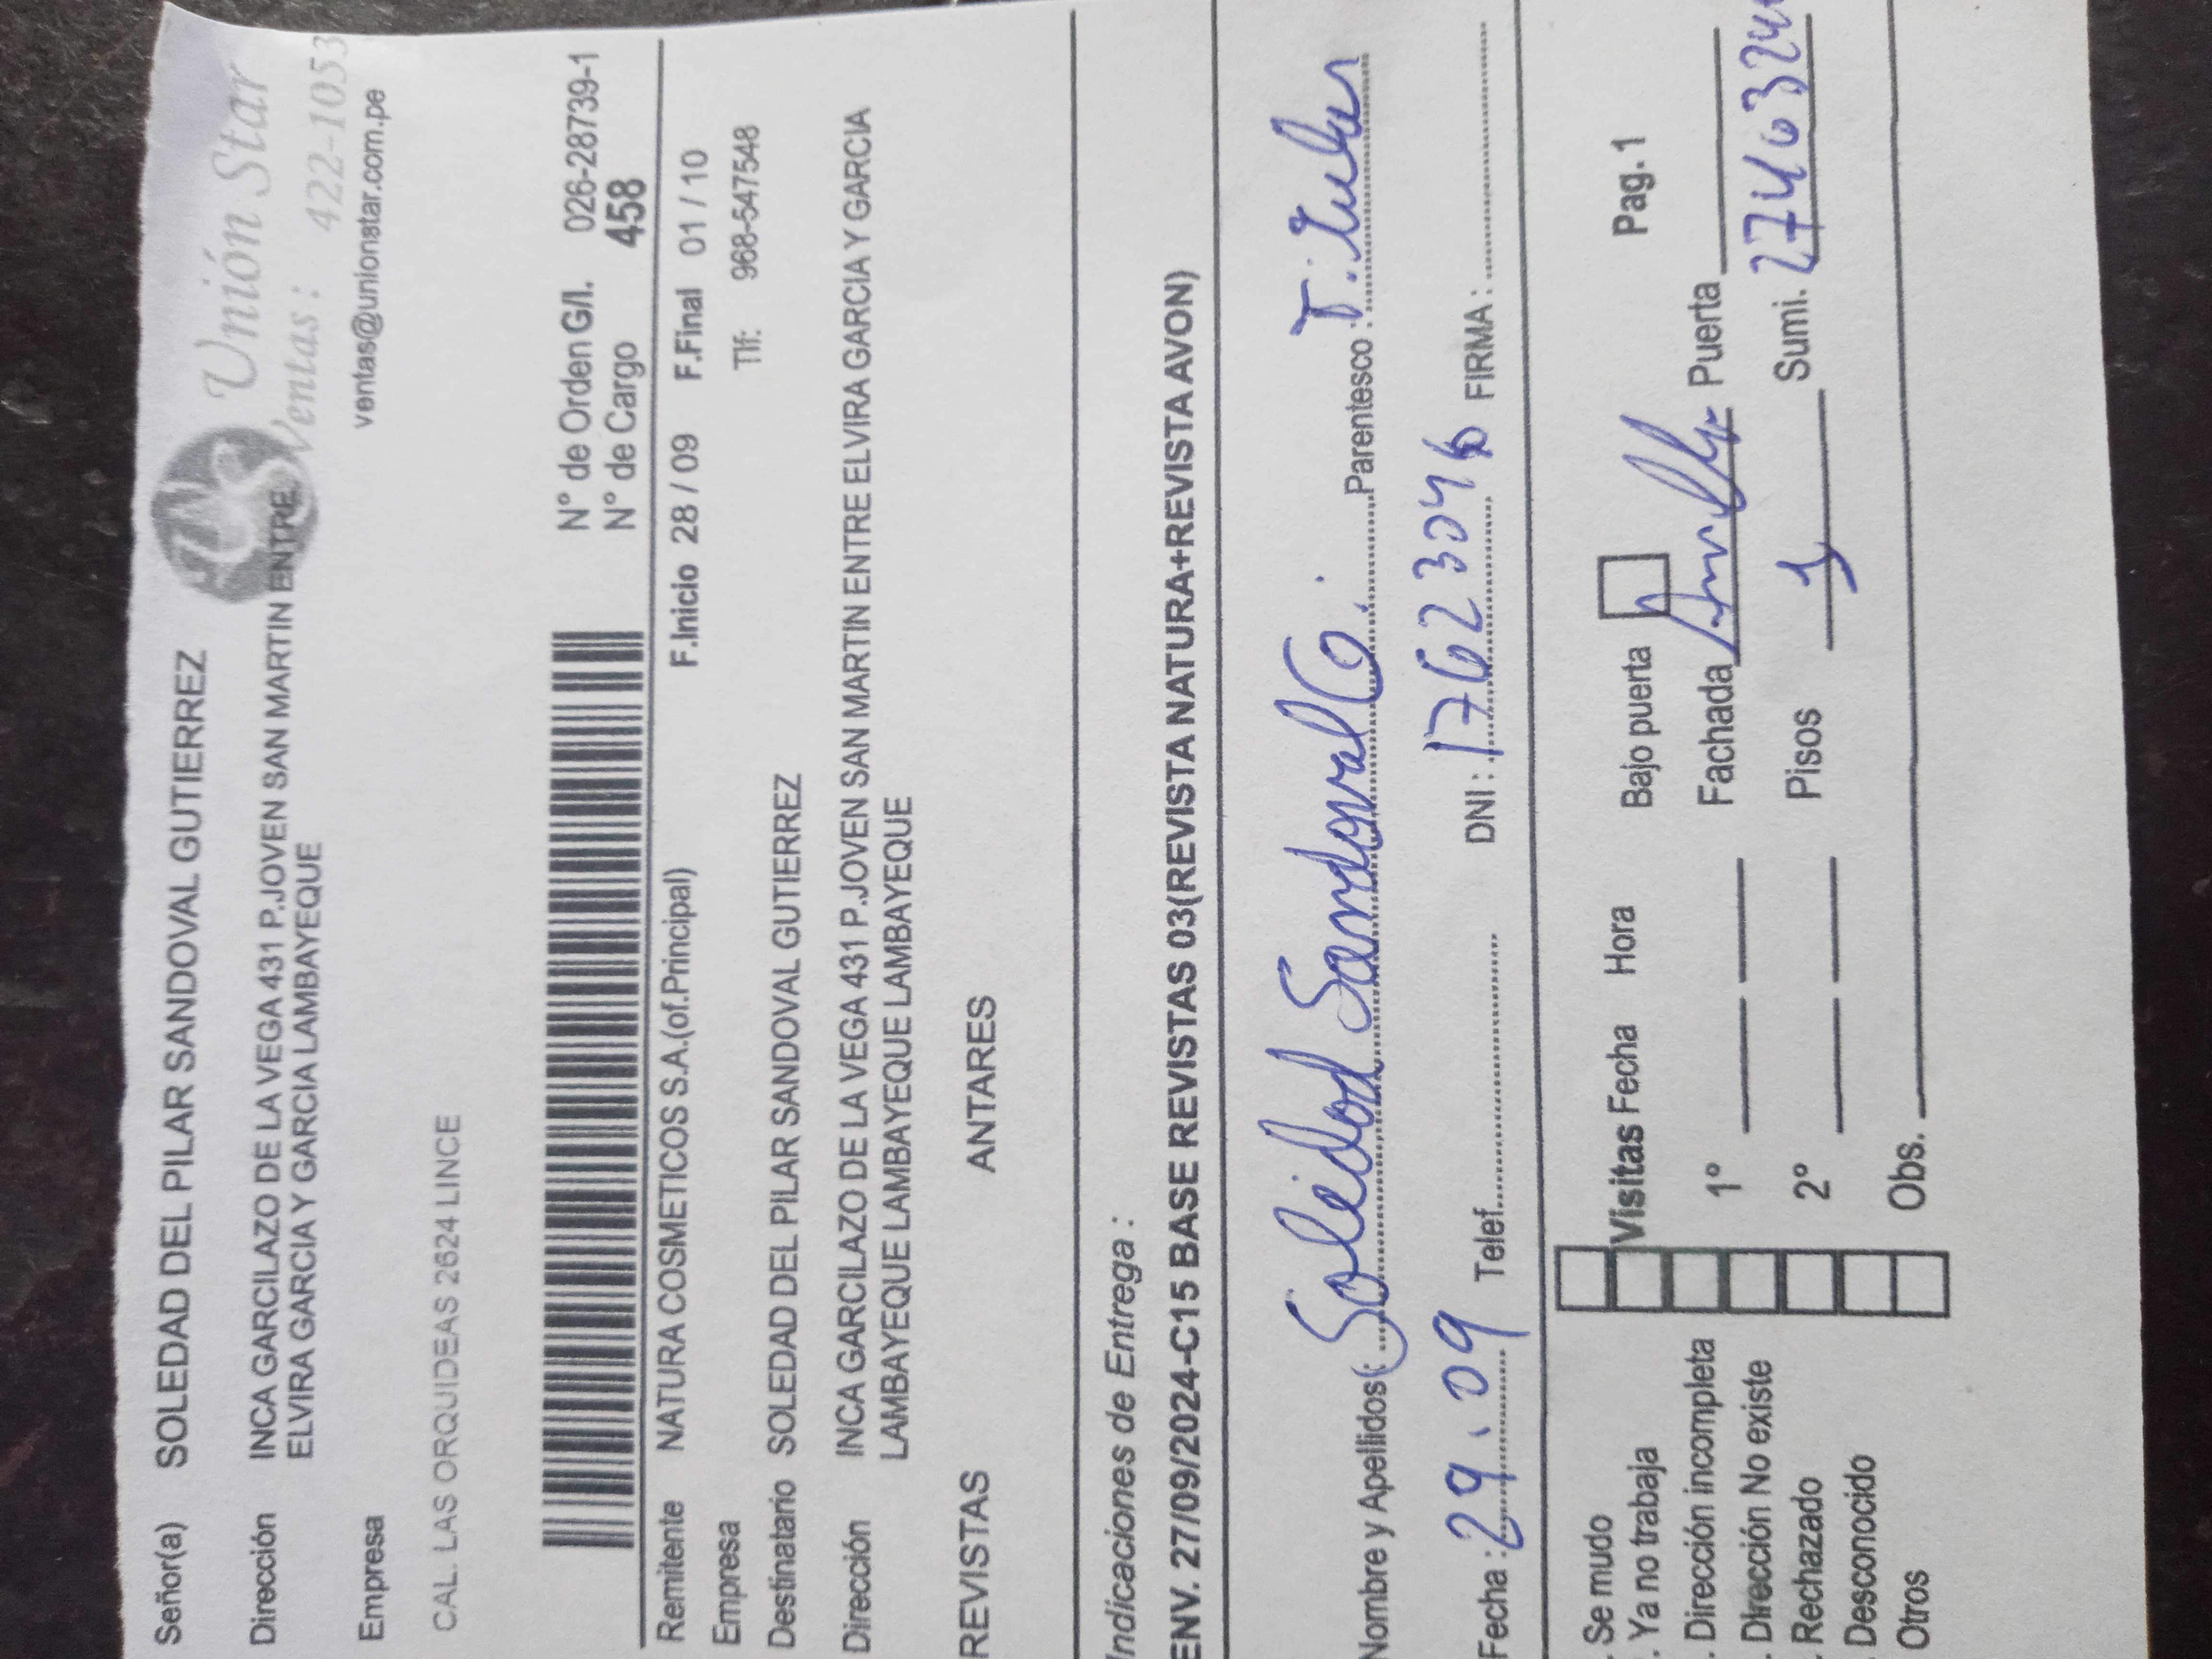 Señor(a) SOLEDAD DEL PILAR SANDOVAL GUTIERREZ
Unión Star
Ventas: 422-1053
ventas@unionstar.com.pe
Dirección INCA GARCILAZO DE LA VEGA 431 P.JOVEN SAN MARTIN ENTRE
ELVIRA GARCIA Y GARCIA LAMBAYEQUE
Empresa
CAL. LAS ORQUIDEAS 2624 LINCE
N° de Orden G/I. 026-28739-1
N° de Cargo 458
Remitente NATURA COSMETICOS S.A.(of.Principal) F.Inicio 28 / 09 F.Final 01 / 10
Empresa Tlf: 968-547548
Destinatario SOLEDAD DEL PILAR SANDOVAL GUTIERREZ
Dirección INCA GARCILAZO DE LA VEGA 431 P.JOVEN SAN MARTIN ENTRE ELVIRA GARCIA Y GARCIA
LAMBAYEQUE LAMBAYEQUE LAMBAYEQUE
REVISTAS ANTARES
Indicaciones de Entrega :
ENV. 27/09/2024-C15 BASE REVISTAS 03(REVISTA NATURA+REVISTA AVON)
Nombre y Apellidos: Soledad Sandoval G. Parentesco :
Fecha : 29.09 Telef. DNI : FIRMA :
Se mudo
Ya no trabaja
Dirección incompleta
DIrección No existe
Rechazado
Desconocido
Otros
Visitas Fecha Hora Bajo puerta Pag. 1
1° Fachada Puerta
2° Pisos 1 Sumi.
Obs.